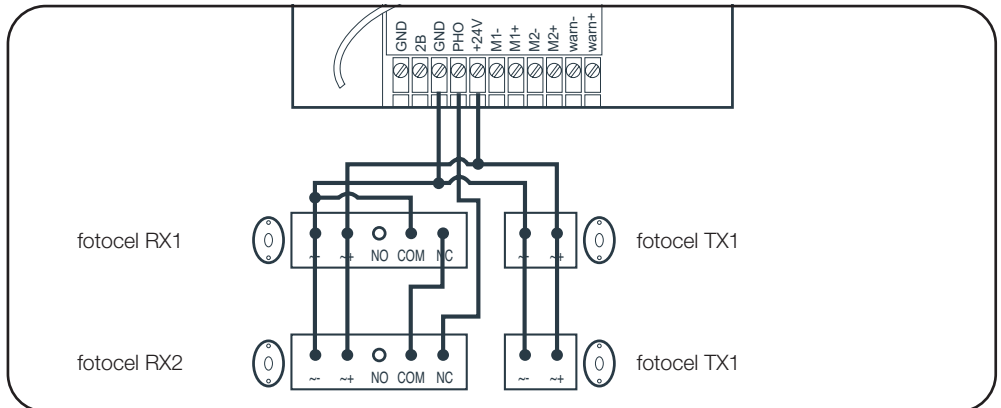 GND
2B
GND
PHO
+24V
M1-
M1+
M2-
M2+
warn-
warn+
fotocel RX1
~- ~+ NO COM NC
~- ~+
fotocel TX1
fotocel RX2
~- ~+ NO COM NC
~- ~+
fotocel TX1